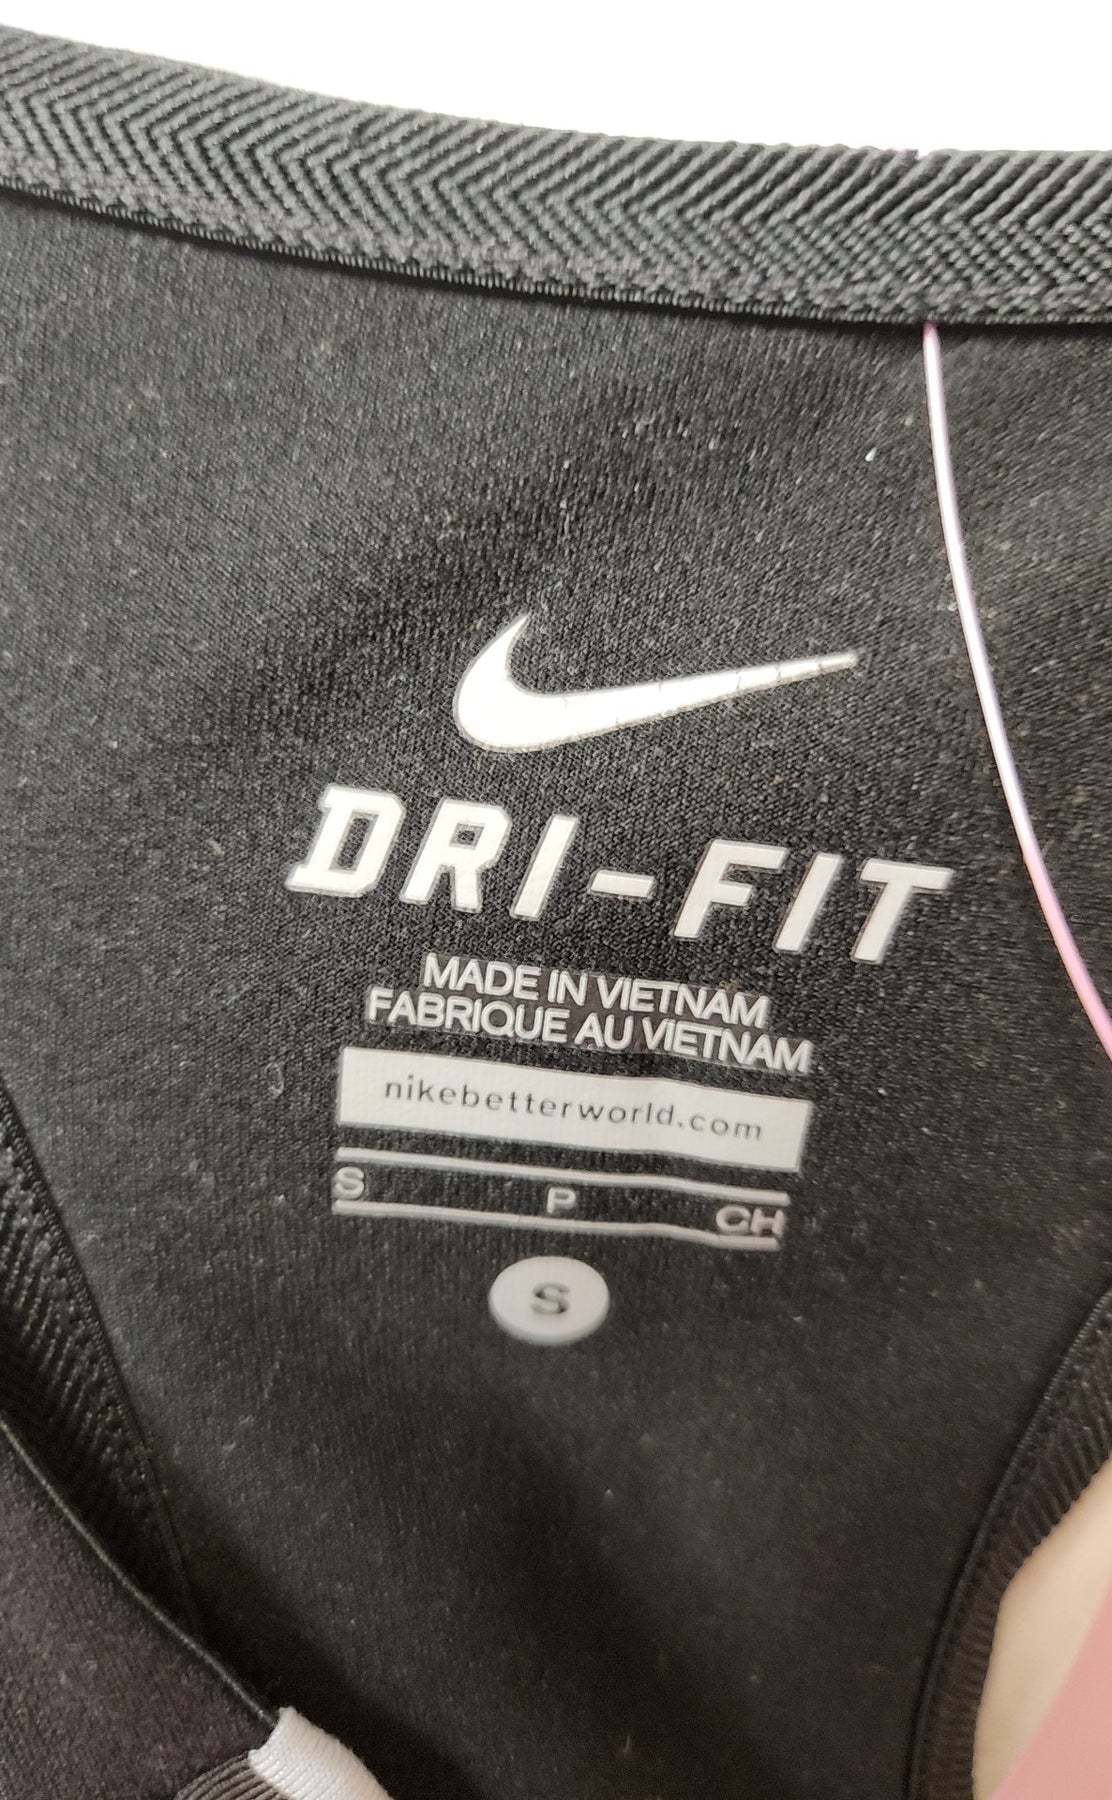 DRI-FIT
MADE IN VIETNAM
FABRIQUE AU VIETNAM
nikebetterworld.com
S P CH
S